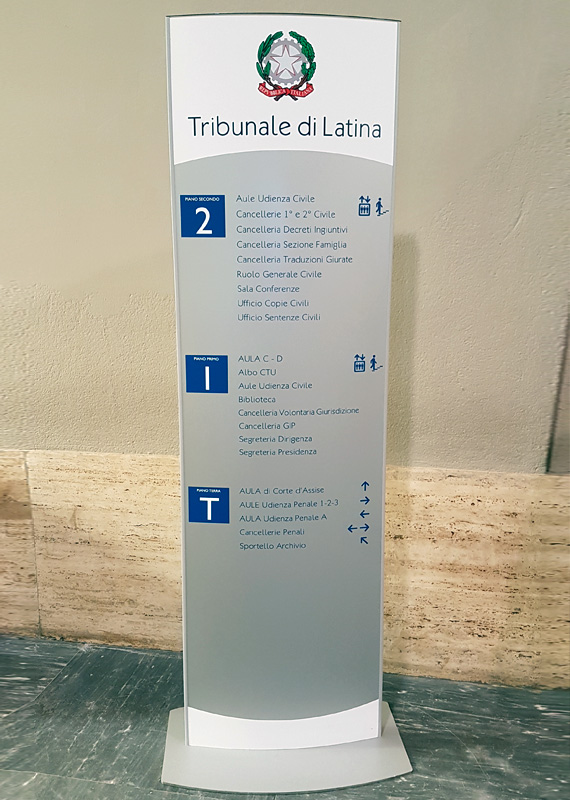 REPUBBLICA ITALIANA
Tribunale di Latina
PIANO SECONDO
2
Aule Udienza Civile
Cancellerie 1° e 2° Civile
Cancelleria Decreti Ingiuntivi
Cancelleria Sezione Famiglia
Cancelleria Traduzioni Giurate
Ruolo Generale Civile
Sala Conferenze
Ufficio Copie Civili
Ufficio Sentenze Civili
PIANO PRIMO
1
AULA C - D
Albo CTU
Aule Udienza Civile
Biblioteca
Cancelleria Volontaria Giurisdizione
Cancelleria GIP
Segreteria Dirigenza
Segreteria Presidenza
PIANO TERRA
T
AULA di Corte d'Assise
AULE Udienza Penale 1-2-3
AULA Udienza Penale A
Cancellerie Penali
Sportello Archivio